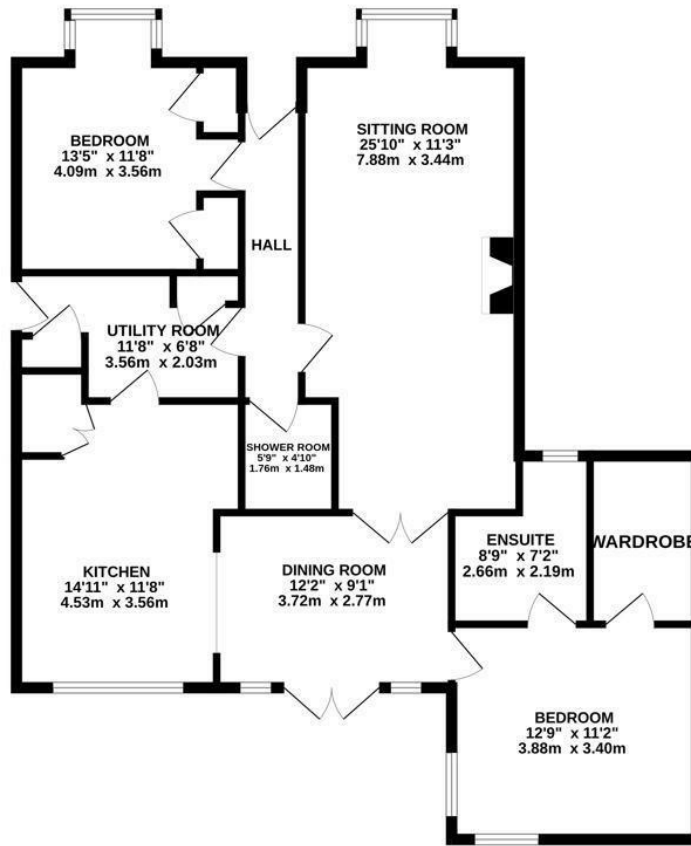 BEDROOM
13'5" x 11'8"
4.09m x 3.56m
SITTING ROOM
25'10" x 11'3"
7.88m x 3.44m
HALL
UTILITY ROOM
11'8" x 6'8"
3.56m x 2.03m
SHOWER ROOM
5'9" x 4'10"
1.76m x 1.48m
KITCHEN
14'11" x 11'8"
4.53m x 3.56m
DINING ROOM
12'2" x 9'1"
3.72m x 2.77m
ENSUITE
8'9" x 7'2"
2.66m x 2.19m
WARDROBE
BEDROOM
12'9" x 11'2"
3.88m x 3.40m